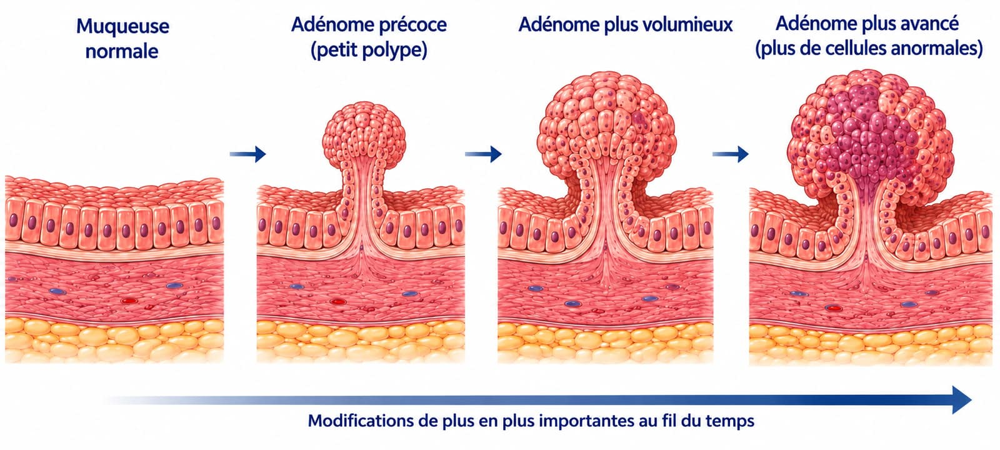 Muqueuse
normale
Adénome précoce
(petit polype)
Adénome plus volumineux
Adénome plus avancé
(plus de cellules anormales)
Modifications de plus en plus importantes au fil du temps